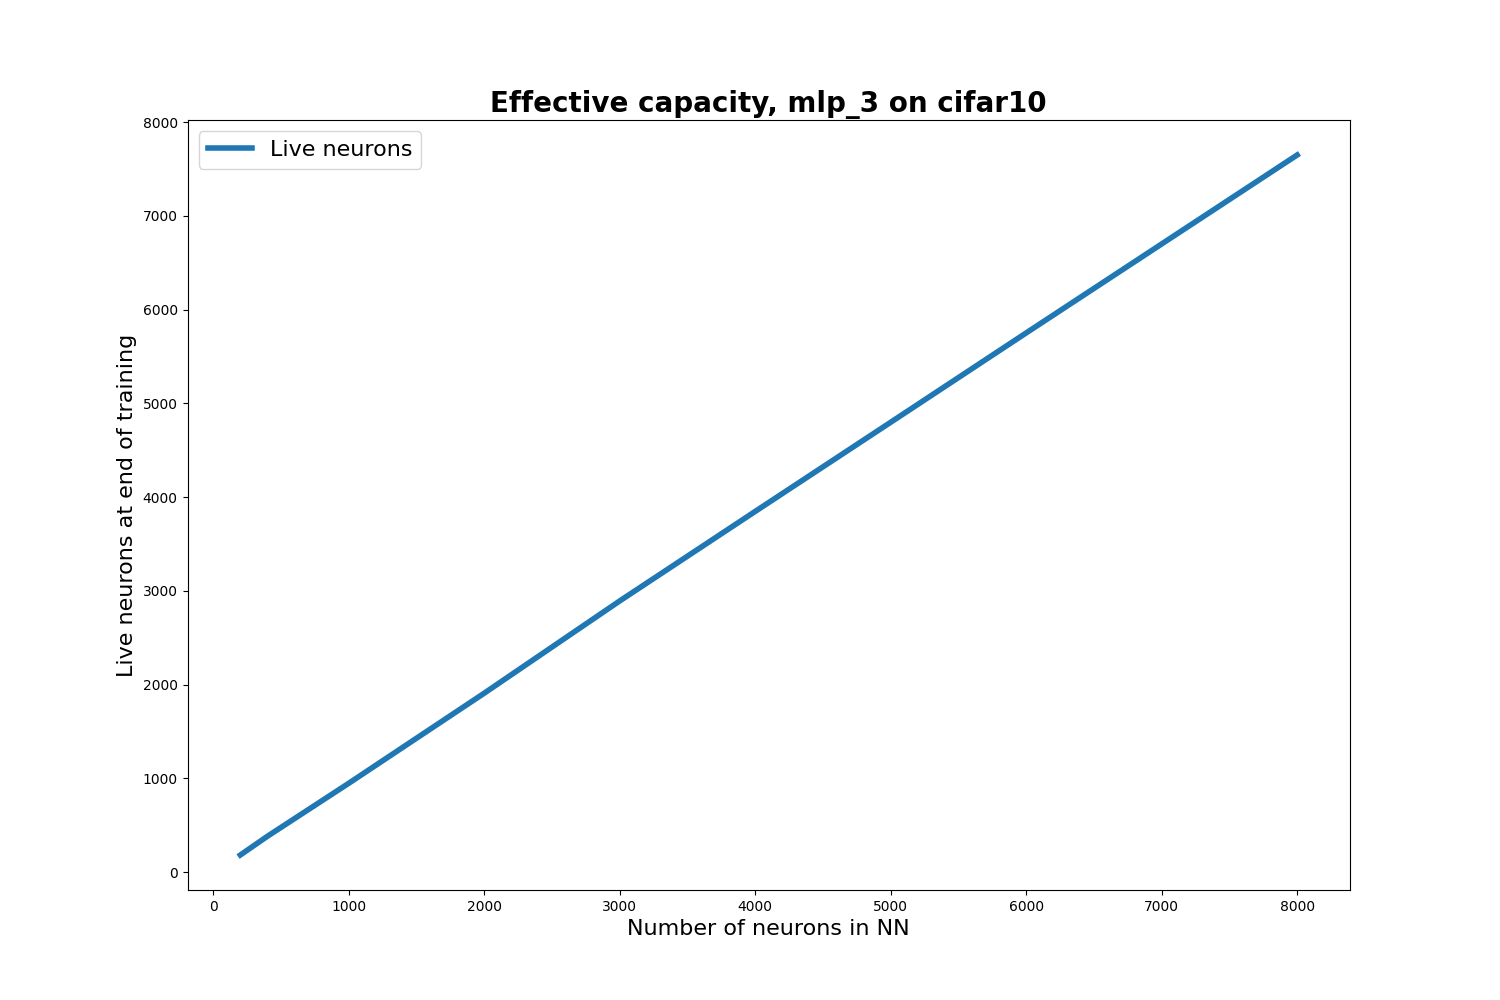 Effective capacity, mlp_3 on cifar10
Live neurons
8000
7000
6000
5000
4000
3000
2000
1000
0
Live neurons at end of training
0 1000 2000 3000 4000 5000 6000 7000 8000
Number of neurons in NN